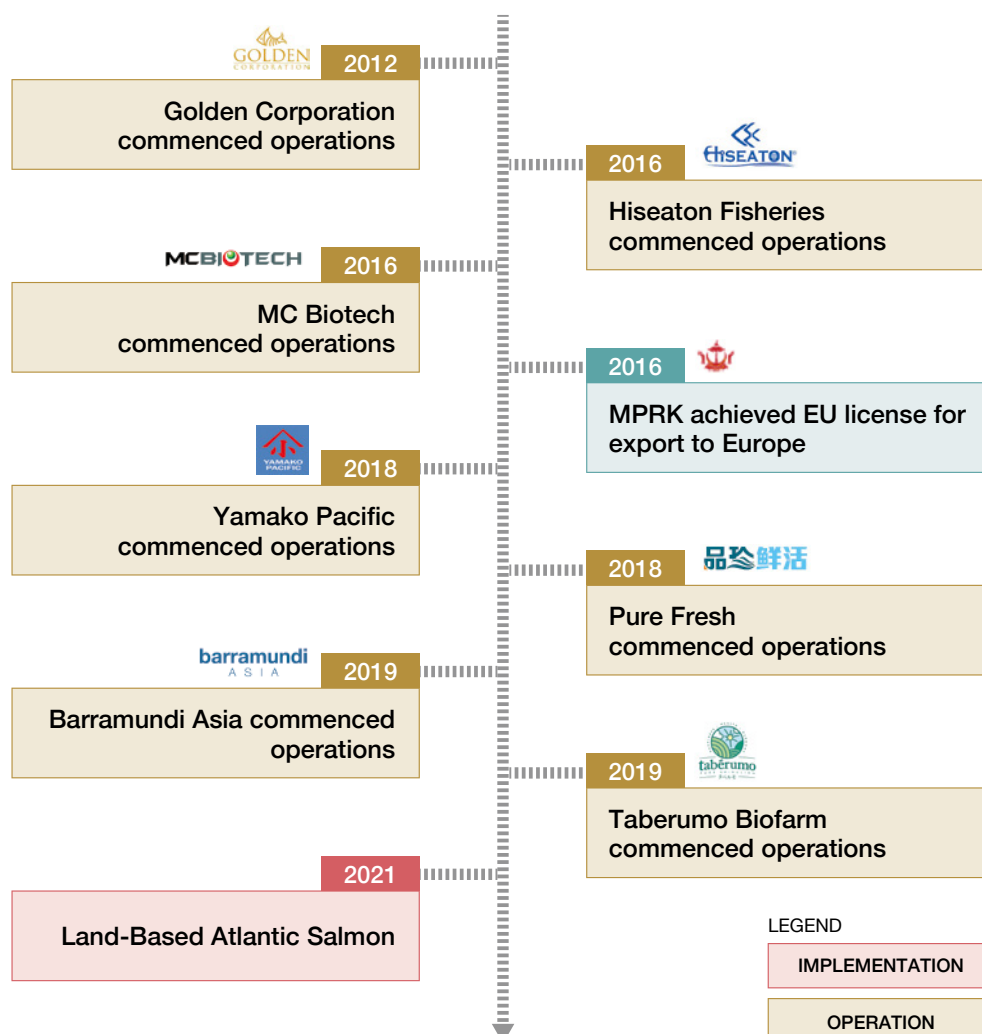 GOLDEN
CORPORATION
2012
Golden Corporation
commenced operations
HISEATON
2016
Hiseaton Fisheries
commenced operations
MCBIOTECH
2016
MC Biotech
commenced operations
2016
MPRK achieved EU license for
export to Europe
YAMAKO
PACIFIC
2018
Yamako Pacific
commenced operations
2018
品珍鲜活
Pure Fresh
commenced operations
barramundi
ASIA
2019
Barramundi Asia commenced
operations
2019
tabérumo
Taberumo Biofarm
commenced operations
2021
Land-Based Atlantic Salmon
LEGEND
IMPLEMENTATION
OPERATION